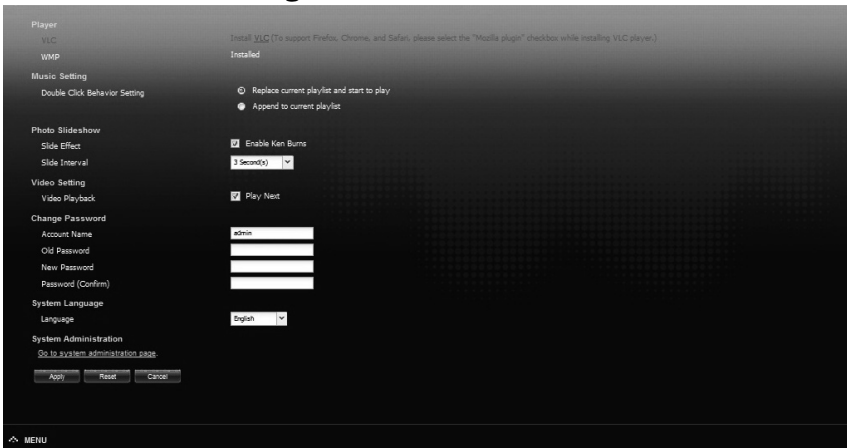 Player
VLC Install VLC (To support Firefox, Chrome, and Safari, please select the "Mozilla plugin" checkbox while installing VLC player.)
WMP Installed
Music Setting
Double Click Behavior Setting Replace current playlist and start to play
Append to current playlist
Photo Slideshow
Slide Effect Enable Ken Burns
Slide Interval 3 Second(s)
Video Setting
Video Playback Play Next
Change Password
Account Name admin
Old Password
New Password
Password (Confirm)
System Language
Language English
System Administration
Go to system administration page.
Apply Reset Cancel
MENU